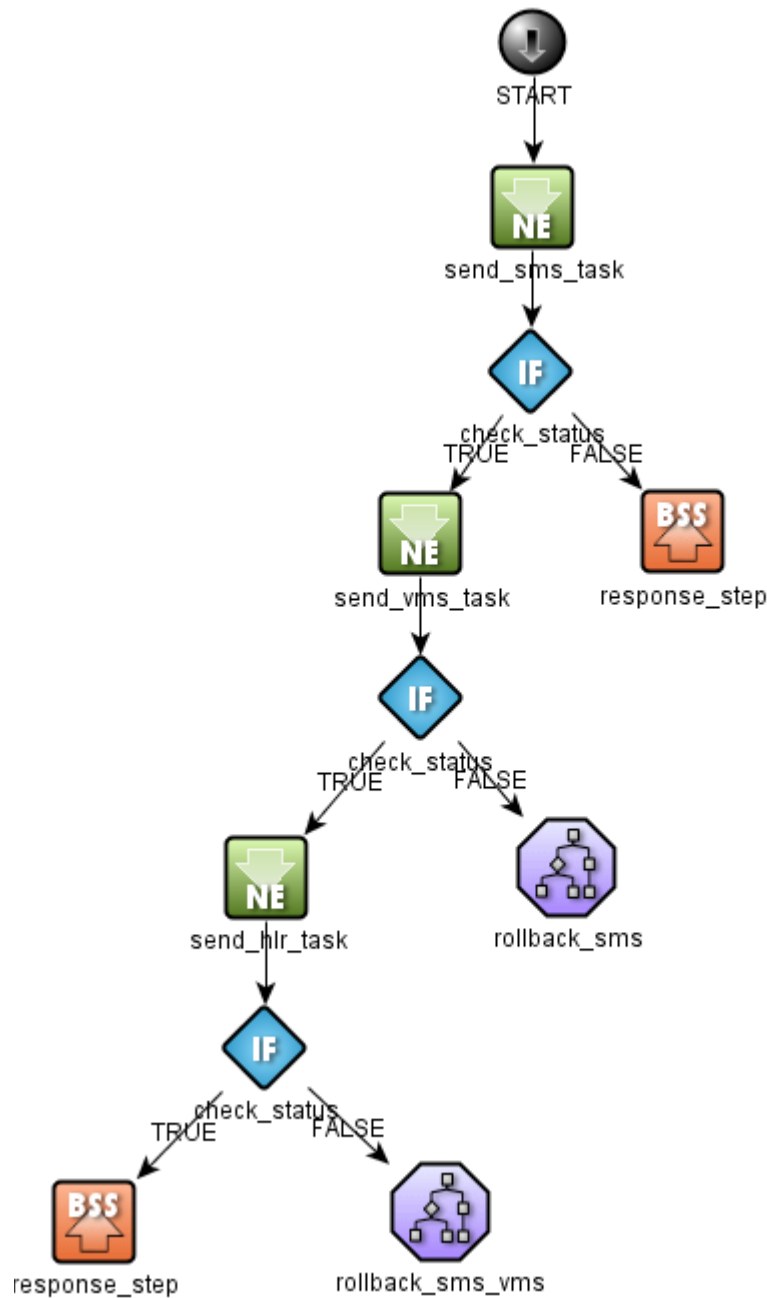 START
NE
send_sms_task
IF
check_status
TRUE FALSE
NE
BSS
send_vms_task
response_step
IF
check_status
TRUE FALSE
NE
send_hlr_task
rollback_sms
IF
check_status
TRUE FALSE
BSS
response_step
rollback_sms_vms